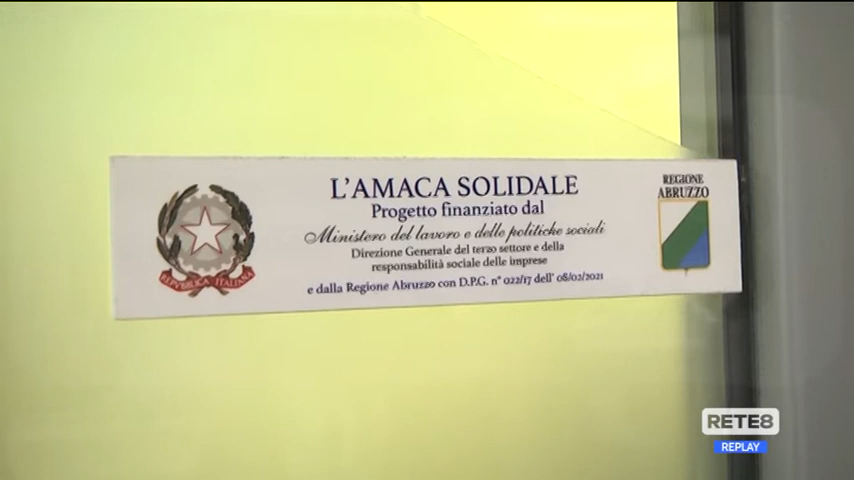 L'AMACA SOLIDALE
Progetto finanziato dal
Ministero del lavoro e delle politiche sociali
Direzione Generale del terzo settore e della
responsabilità sociale delle imprese
e dalla Regione Abruzzo con D.P.G. n° 022/17 dell' 08/02/2021
REPVBBLICA ITALIANA
REGIONE
ABRUZZO
RETE8
REPLAY